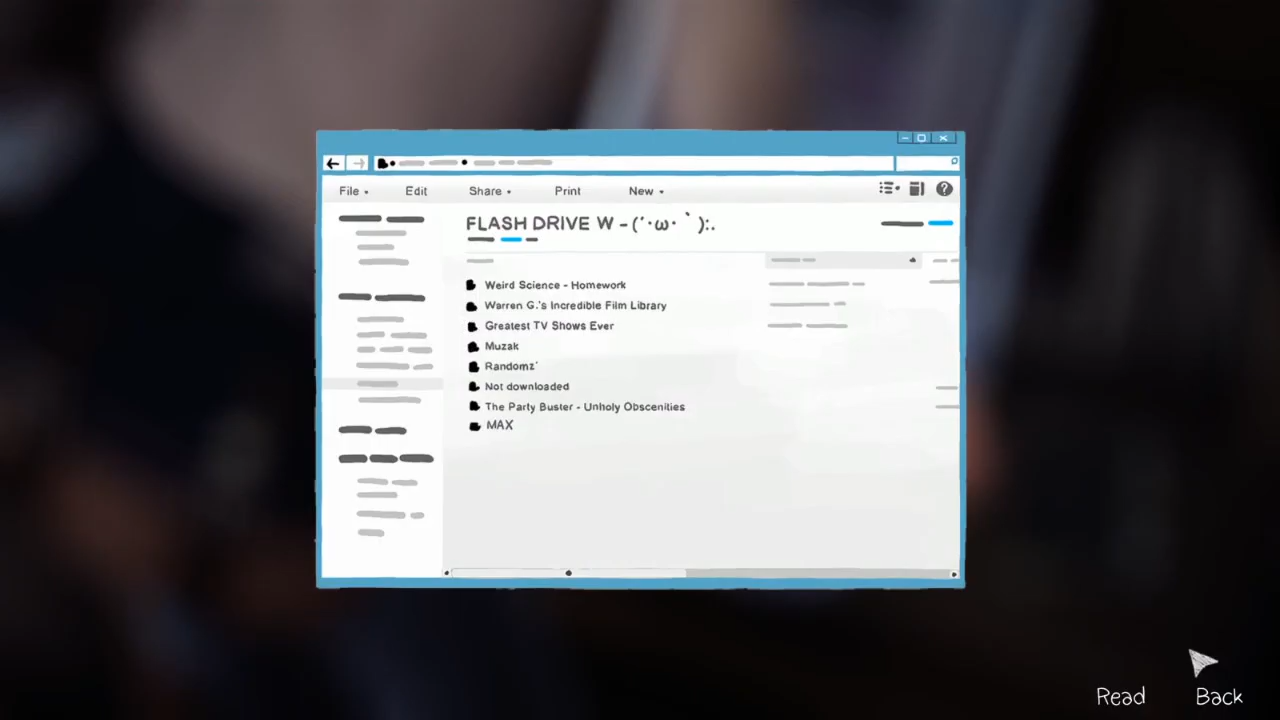 File Edit Share Print New
FLASH DRIVE W -(´·ω·`):.
Weird Science - Homework
Warren G.'s Incredible Film Library
Greatest TV Shows Ever
Muzak
Randomz'
Not downloaded
The Party Buster - Unholy Obscenities
MAX
Read Back